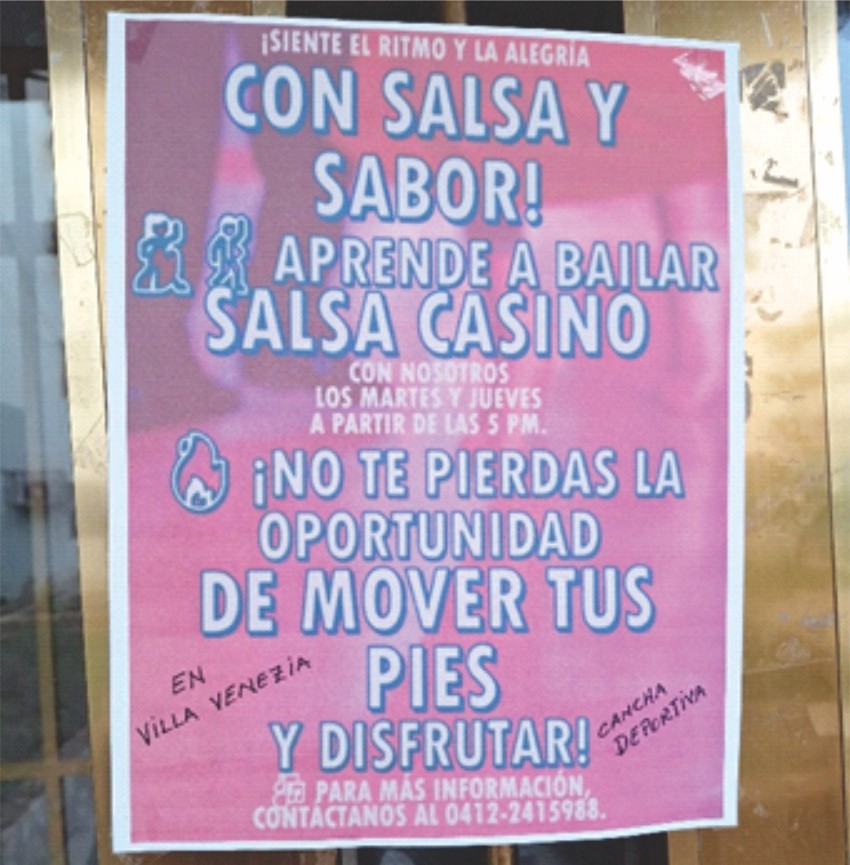 ¡SIENTE EL RITMO Y LA ALEGRÍA
CON SALSA Y
SABOR!
APRENDE A BAILAR
SALSA CASINO
CON NOSOTROS
LOS MARTES Y JUEVES
A PARTIR DE LAS 5 PM.
¡NO TE PIERDAS LA
OPORTUNIDAD
DE MOVER TUS
PIES
EN
VILLA VENEZIA
CANCHA
DEPORTIVA
Y DISFRUTAR!
PARA MÁS INFORMACIÓN,
CONTÁCTANOS AL 0412-2415988.